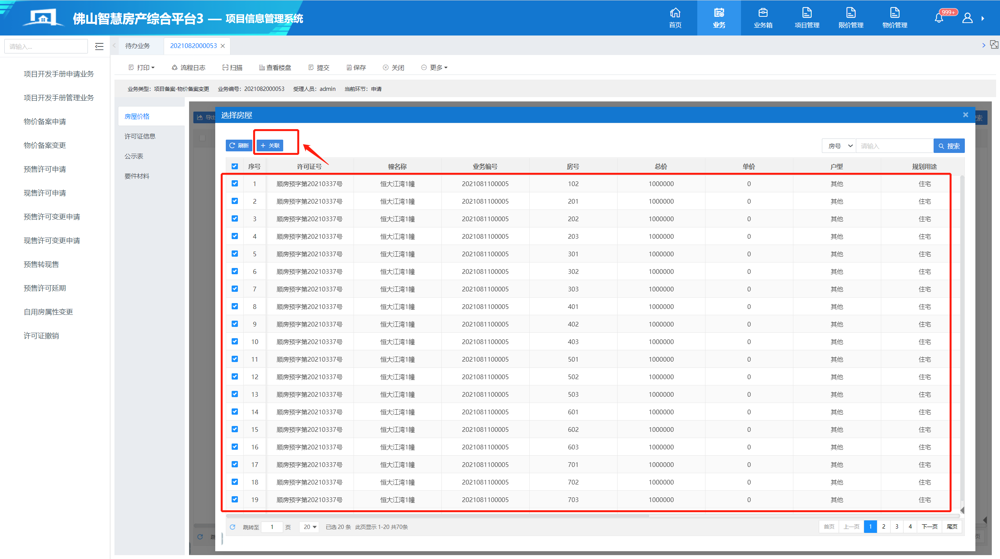 佛山智慧房产综合平台3 — 项目信息管理系统
首页 业务 业务箱 项目管理 限价管理 物价管理 999+
请输入...
待办业务 2021082000053
项目开发手册申请业务
项目开发手册管理业务
物价备案申请
物价备案变更
预售许可申请
现售许可申请
预售许可变更申请
现售许可变更申请
预售转现售
预售许可延期
自用房属性变更
许可证撤销
打印 流程日志 扫描 查看楼盘 提交 保存 关闭 更多
业务类型：项目备案-物价备案变更 业务编号：2021082000053 受理人员：admin 当前环节：申请
房屋价格
许可证信息
公示表
要件材料
导出
索
选择房屋
刷新 关联 房号 请输入 搜索
序号 许可证号 幢名称 业务编号 房号 总价 单价 户型 规划用途
1 顺房预字第20210337号 恒大江湾1幢 2021081100005 102 1000000 0 其他 住宅
2 顺房预字第20210337号 恒大江湾1幢 2021081100005 201 1000000 0 其他 住宅
3 顺房预字第20210337号 恒大江湾1幢 2021081100005 202 1000000 0 其他 住宅
4 顺房预字第20210337号 恒大江湾1幢 2021081100005 203 1000000 0 其他 住宅
5 顺房预字第20210337号 恒大江湾1幢 2021081100005 301 1000000 0 其他 住宅
6 顺房预字第20210337号 恒大江湾1幢 2021081100005 302 1000000 0 其他 住宅
7 顺房预字第20210337号 恒大江湾1幢 2021081100005 303 1000000 0 其他 住宅
8 顺房预字第20210337号 恒大江湾1幢 2021081100005 401 1000000 0 其他 住宅
9 顺房预字第20210337号 恒大江湾1幢 2021081100005 402 1000000 0 其他 住宅
10 顺房预字第20210337号 恒大江湾1幢 2021081100005 403 1000000 0 其他 住宅
11 顺房预字第20210337号 恒大江湾1幢 2021081100005 501 1000000 0 其他 住宅
12 顺房预字第20210337号 恒大江湾1幢 2021081100005 502 1000000 0 其他 住宅
13 顺房预字第20210337号 恒大江湾1幢 2021081100005 503 1000000 0 其他 住宅
14 顺房预字第20210337号 恒大江湾1幢 2021081100005 601 1000000 0 其他 住宅
15 顺房预字第20210337号 恒大江湾1幢 2021081100005 602 1000000 0 其他 住宅
16 顺房预字第20210337号 恒大江湾1幢 2021081100005 603 1000000 0 其他 住宅
17 顺房预字第20210337号 恒大江湾1幢 2021081100005 701 1000000 0 其他 住宅
18 顺房预字第20210337号 恒大江湾1幢 2021081100005 702 1000000 0 其他 住宅
19 顺房预字第20210337号 恒大江湾1幢 2021081100005 703 1000000 0 其他 住宅
跳转至 1 页 20 已选 20 条 此页显示 1-20 共70条 首页 上一页 1 2 3 4 下一页 尾页
跳 页